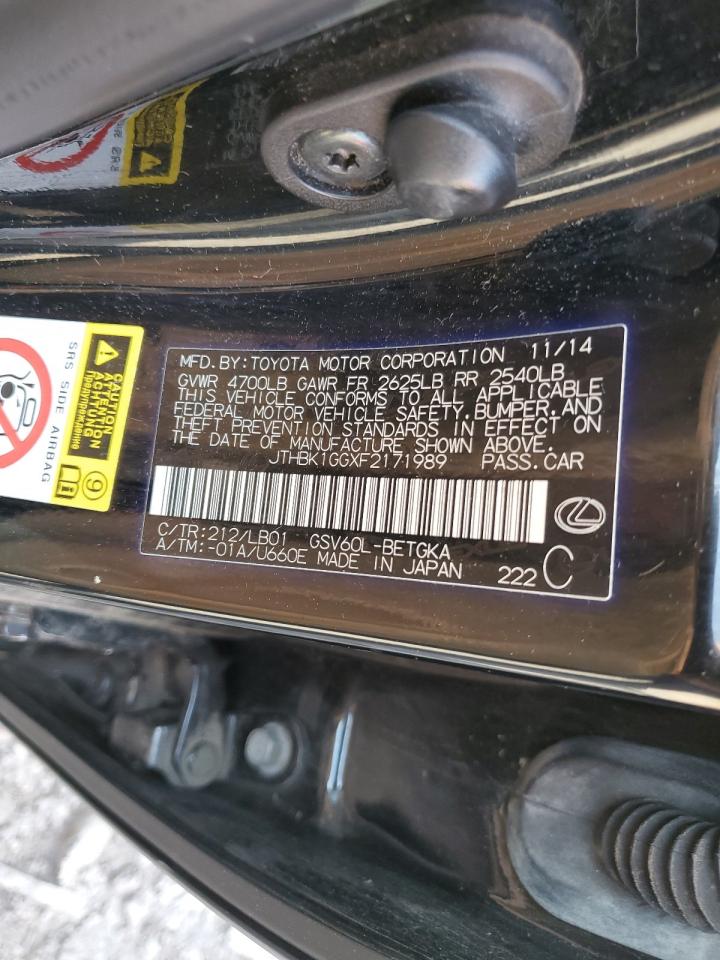 MFD. BY: TOYOTA MOTOR CORPORATION 11/14
GVWR 4700LB GAWR FR 2625LB RR 2540LB
THIS VEHICLE CONFORMS TO ALL APPLICABLE
FEDERAL MOTOR VEHICLE SAFETY, BUMPER, AND
THEFT PREVENTION STANDARDS IN EFFECT ON
THE DATE OF MANUFACTURE SHOWN ABOVE.
JTHBK1GGXF2171989 PASS. CAR
C/TR: 212/LB01 GSV60L-BETGKA
A/TM: -01A/U660E MADE IN JAPAN 222 C
SRS SIDE AIRBAG
CAUTION
ATTENTION
ACHTUNG
Предупреждение
9